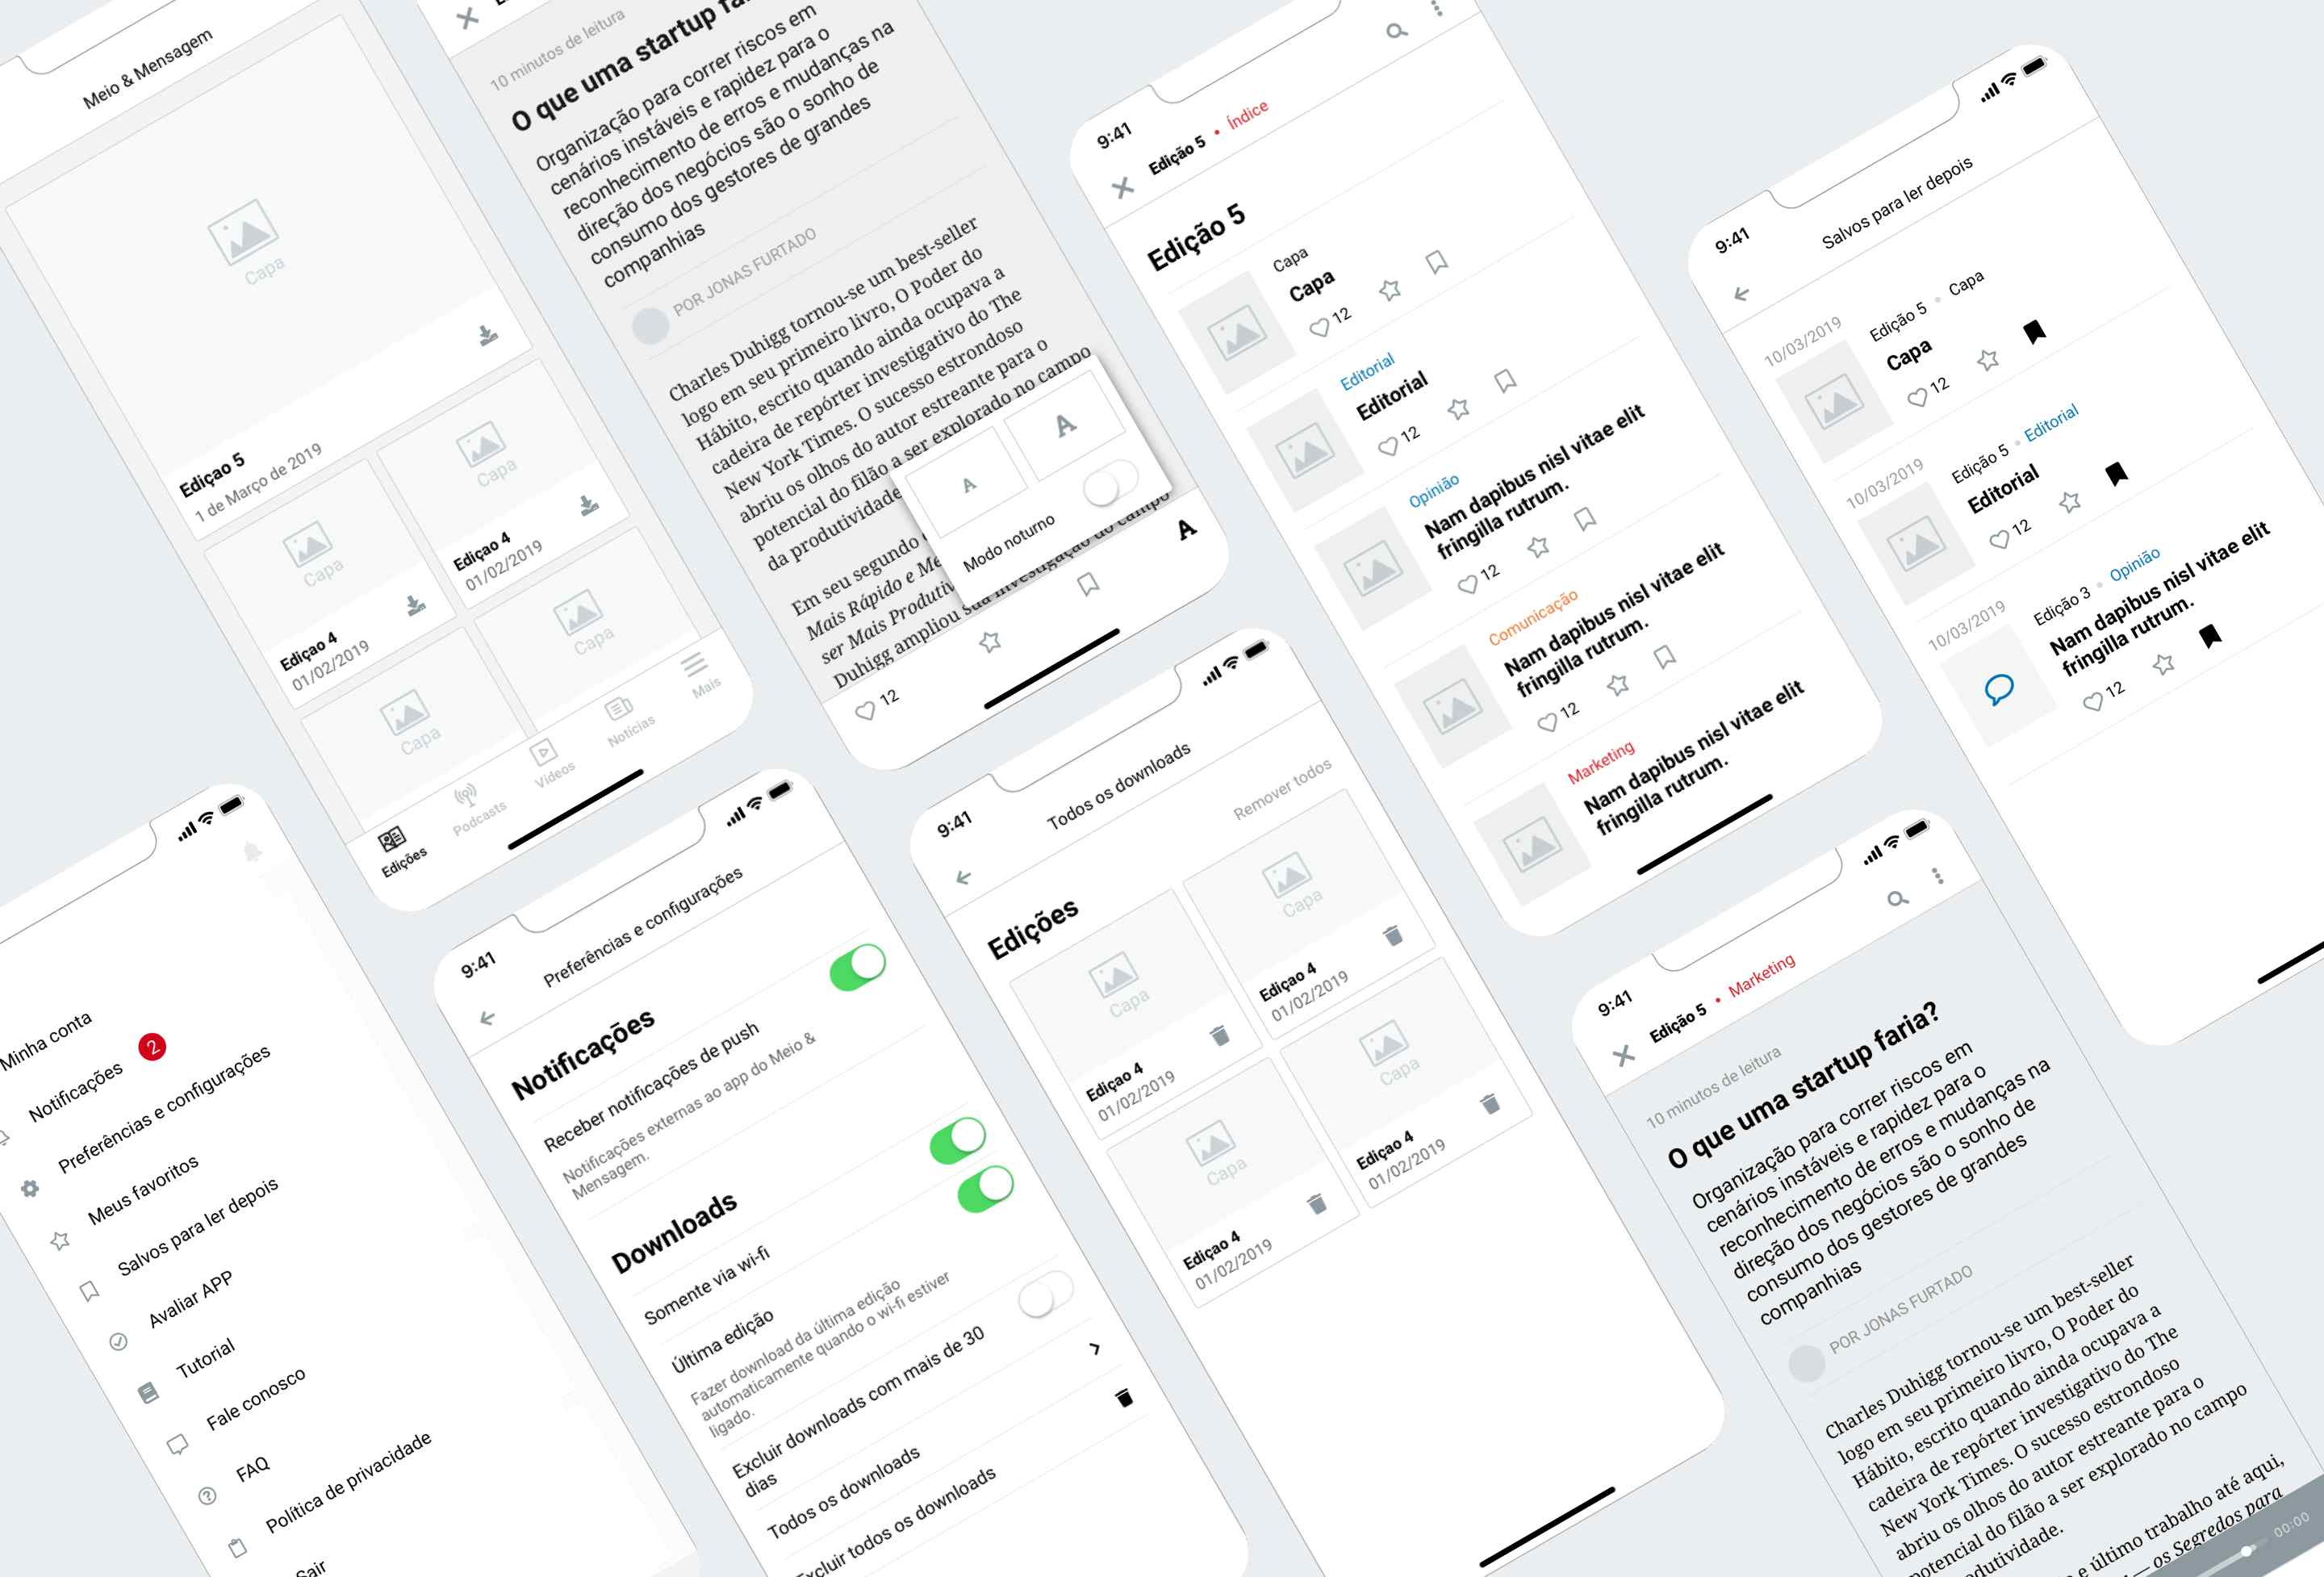 Meio & Mensagem
Capa
Ediçao 5
1 de Março de 2019
Capa
Ediçao 4
01/02/2019
Capa
Ediçao 4
01/02/2019
Capa
Capa
Edições
Podcasts
Vídeos
Notícias
Mais
10 minutos de leitura
O que uma startup
Organização para correr riscos em
cenários instáveis e rapidez para o
reconhecimento de erros e mudanças na
direção dos negócios são o sonho de
consumo dos gestores de grandes
companhias
POR JONAS FURTADO
Charles Duhigg tornou-se um best-seller
logo em seu primeiro livro, O Poder do
Hábito, escrito quando ainda ocupava a
cadeira de repórter investigativo do The
New York Times. O sucesso estrondoso
abriu os olhos do autor estreante para o
potencial do filão a ser explorado no campo
da produtividade
Em seu segundo
Mais Rápido e
ser Mais
Duhigg ampliou sua investigação do campo
A
A
Modo noturno
A
12
9:41
Edição 5 • Índice
Edição 5
Capa
Capa
12
Editorial
Editorial
12
Opinião
Nam dapibus nisl vitae elit
fringilla rutrum.
12
Comunicação
Nam dapibus nisl vitae elit
fringilla rutrum.
12
Marketing
Nam dapibus nisl vitae elit
fringilla rutrum.
9:41
Salvos para ler depois
10/03/2019
Edição 5 • Capa
Capa
12
10/03/2019
Edição 5 • Editorial
Editorial
12
10/03/2019
Edição 3 • Opinião
Nam dapibus nisl vitae elit
fringilla rutrum.
12
Minha conta
Notificações 2
Preferências e configurações
Meus favoritos
Salvos para ler depois
Avaliar APP
Tutorial
Fale conosco
FAQ
Política de privacidade
Sair
9:41
Preferências e configurações
Notificações
Receber notificações de push
Notificações externas ao app do Meio &
Mensagem.
Downloads
Somente via wi-fi
Última edição
Fazer download da última edição
automaticamente quando o wi-fi estiver
ligado.
Excluir downloads com mais de 30
dias
Todos os downloads
Excluir todos os downloads
9:41
Todos os downloads
Remover todos
Edições
Capa
Ediçao 4
01/02/2019
Capa
Ediçao 4
01/02/2019
Capa
Ediçao 4
01/02/2019
Capa
Ediçao 4
01/02/2019
9:41
Edição 5 • Marketing
10 minutos de leitura
O que uma startup faria?
Organização para correr riscos em
cenários instáveis e rapidez para o
reconhecimento de erros e mudanças na
direção dos negócios são o sonho de
consumo dos gestores de grandes
companhias
POR JONAS FURTADO
Charles Duhigg tornou-se um best-seller
logo em seu primeiro livro, O Poder do
Hábito, escrito quando ainda ocupava a
cadeira de repórter investigativo do The
New York Times. O sucesso estrondoso
abriu os olhos do autor estreante para o
potencial do filão a ser explorado no campo
e último trabalho até aqui,
— os Segredos para
00:00